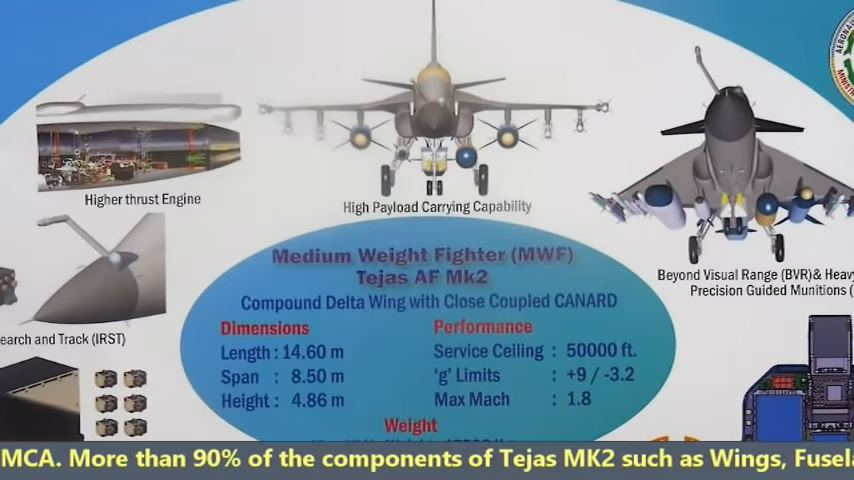 Higher thrust Engine
High Payload Carrying Capability
Beyond Visual Range (BVR) & Heavy
Precision Guided Munitions (
earch and Track (IRST)
Medium Weight Fighter (MWF)
Tejas AF Mk2
Compound Delta Wing with Close Coupled CANARD
Dimensions
Length : 14.60 m
Span : 8.50 m
Height : 4.86 m
Performance
Service Ceiling : 50000 ft.
'g' Limits : +9 / -3.2
Max Mach : 1.8
Weight
MCA. More than 90% of the components of Tejas MK2 such as Wings, Fusela